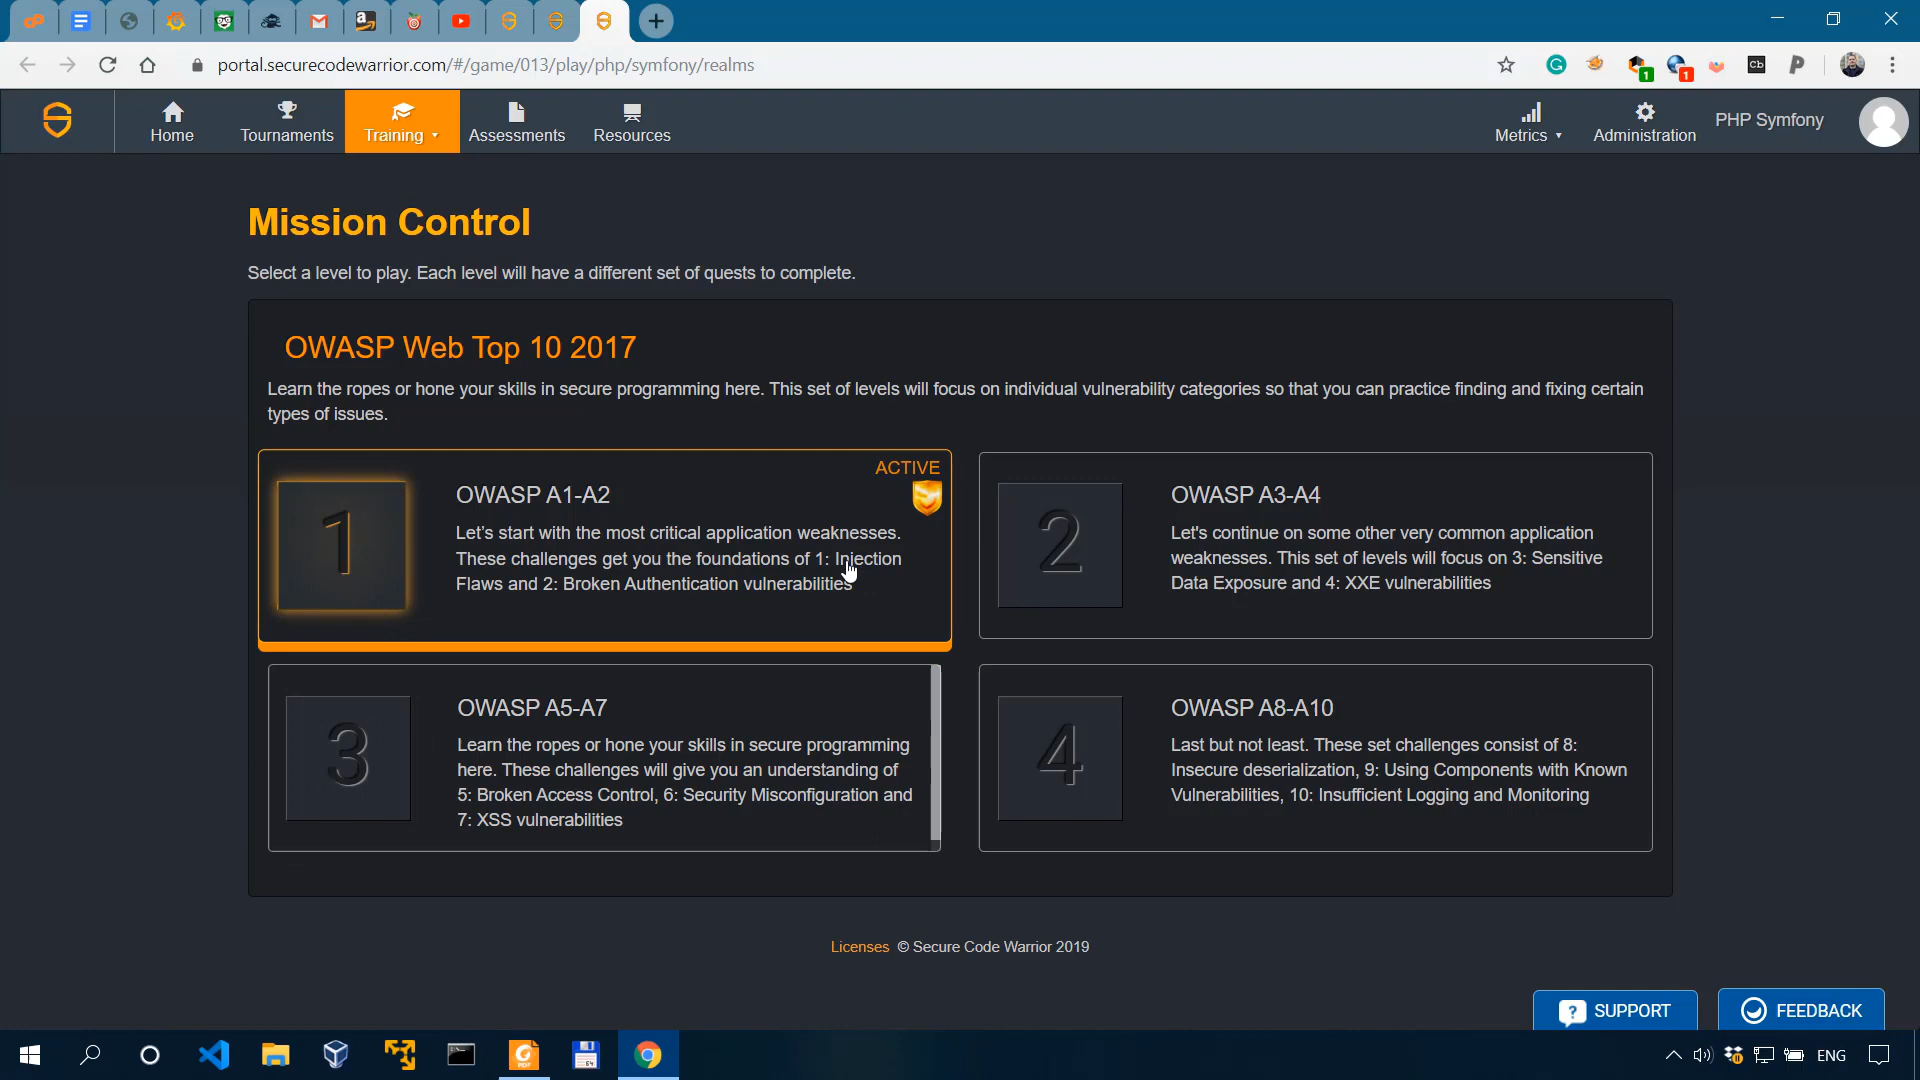 portal.securecodewarrior.com/#/game/013/play/php/symfony/realms
1
1
Cb
Home
Tournaments
Training
Assessments
Resources
Metrics
Administration
PHP Symfony
Mission Control
Select a level to play. Each level will have a different set of quests to complete.
OWASP Web Top 10 2017
Learn the ropes or hone your skills in secure programming here. This set of levels will focus on individual vulnerability categories so that you can practice finding and fixing certain
types of issues.
ACTIVE
1
OWASP A1-A2
Let's start with the most critical application weaknesses.
These challenges get you the foundations of 1: Injection
Flaws and 2: Broken Authentication vulnerabilities
2
OWASP A3-A4
Let's continue on some other very common application
weaknesses. This set of levels will focus on 3: Sensitive
Data Exposure and 4: XXE vulnerabilities
3
OWASP A5-A7
Learn the ropes or hone your skills in secure programming
here. These challenges will give you an understanding of
5: Broken Access Control, 6: Security Misconfiguration and
7: XSS vulnerabilities
4
OWASP A8-A10
Last but not least. These set challenges consist of 8:
Insecure deserialization, 9: Using Components with Known
Vulnerabilities, 10: Insufficient Logging and Monitoring
Licenses © Secure Code Warrior 2019
? SUPPORT
FEEDBACK
ENG